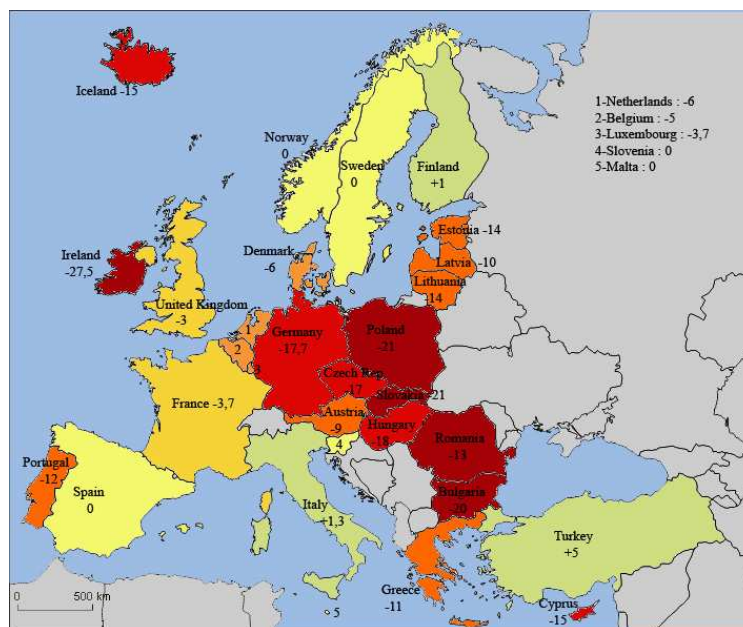 Iceland -15
1-Netherlands : -6
2-Belgium : -5
3-Luxembourg : -3,7
4-Slovenia : 0
5-Malta : 0
Norway
0
Sweden
0
Finland
+1
Estonia -14
Latvia -10
Lithuania
14
Ireland
-27,5
Denmark
-6
United Kingdom
-3
1
2
3
Germany
-17,7
Poland
-21
Czech Rep.
-17
Slovakia -21
Austria
-9
Hungary
-18
France -3,7
4
Romania
-13
Bulgaria
-20
Portugal
-12
Spain
0
Italy
+1,3
Turkey
+5
Greece
-11
Cyprus
-15
5
0 500 km